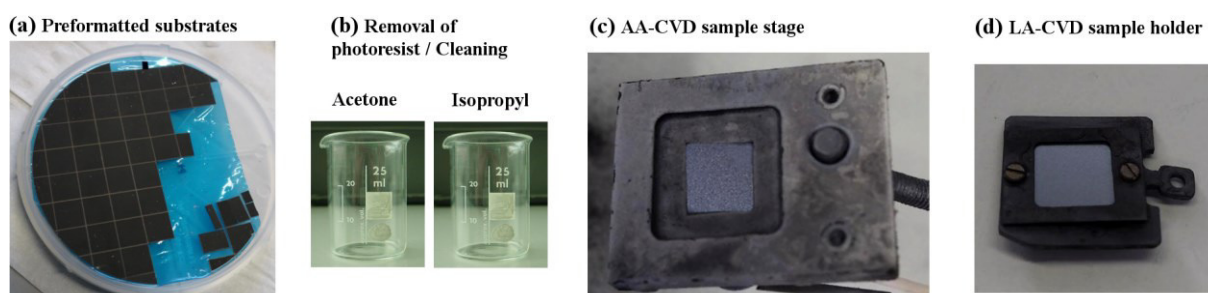 (a) Preformatted substrates
(b) Removal of
photoresist / Cleaning
Acetone
Isopropyl
25
ml
20
10
25
ml
20
10
(c) AA-CVD sample stage
(d) LA-CVD sample holder